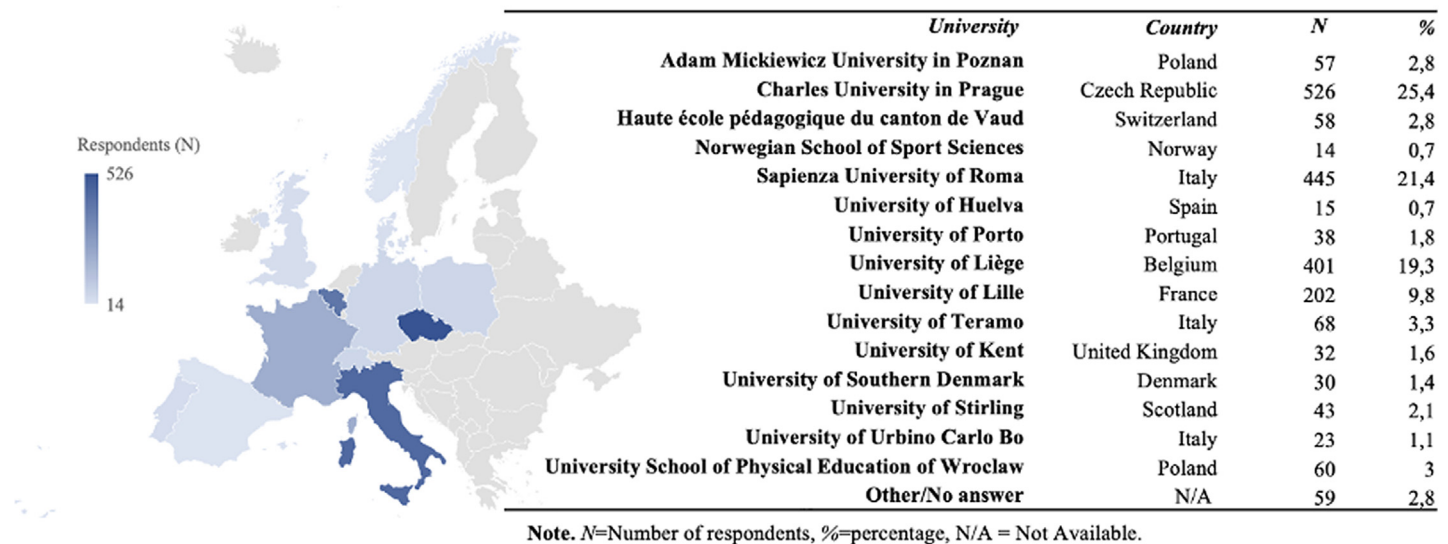 Respondents (N)
526
14
University Country N %
Adam Mickiewicz University in Poznan Poland 57 2,8
Charles University in Prague Czech Republic 526 25,4
Haute école pédagogique du canton de Vaud Switzerland 58 2,8
Norwegian School of Sport Sciences Norway 14 0,7
Sapienza University of Roma Italy 445 21,4
University of Huelva Spain 15 0,7
University of Porto Portugal 38 1,8
University of Liège Belgium 401 19,3
University of Lille France 202 9,8
University of Teramo Italy 68 3,3
University of Kent United Kingdom 32 1,6
University of Southern Denmark Denmark 30 1,4
University of Stirling Scotland 43 2,1
University of Urbino Carlo Bo Italy 23 1,1
University School of Physical Education of Wroclaw Poland 60 3
Other/No answer N/A 59 2,8
Note. N=Number of respondents, %=percentage, N/A = Not Available.